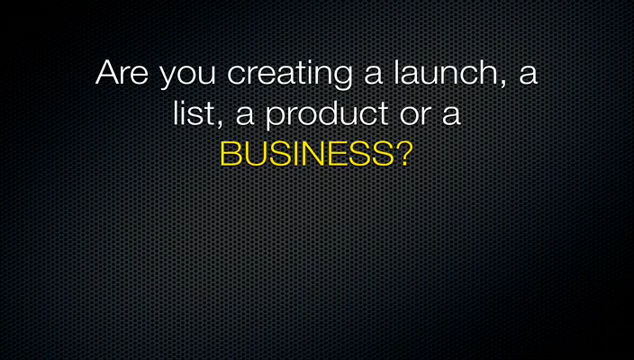 Are you creating a launch, a
list, a product or a
BUSINESS?